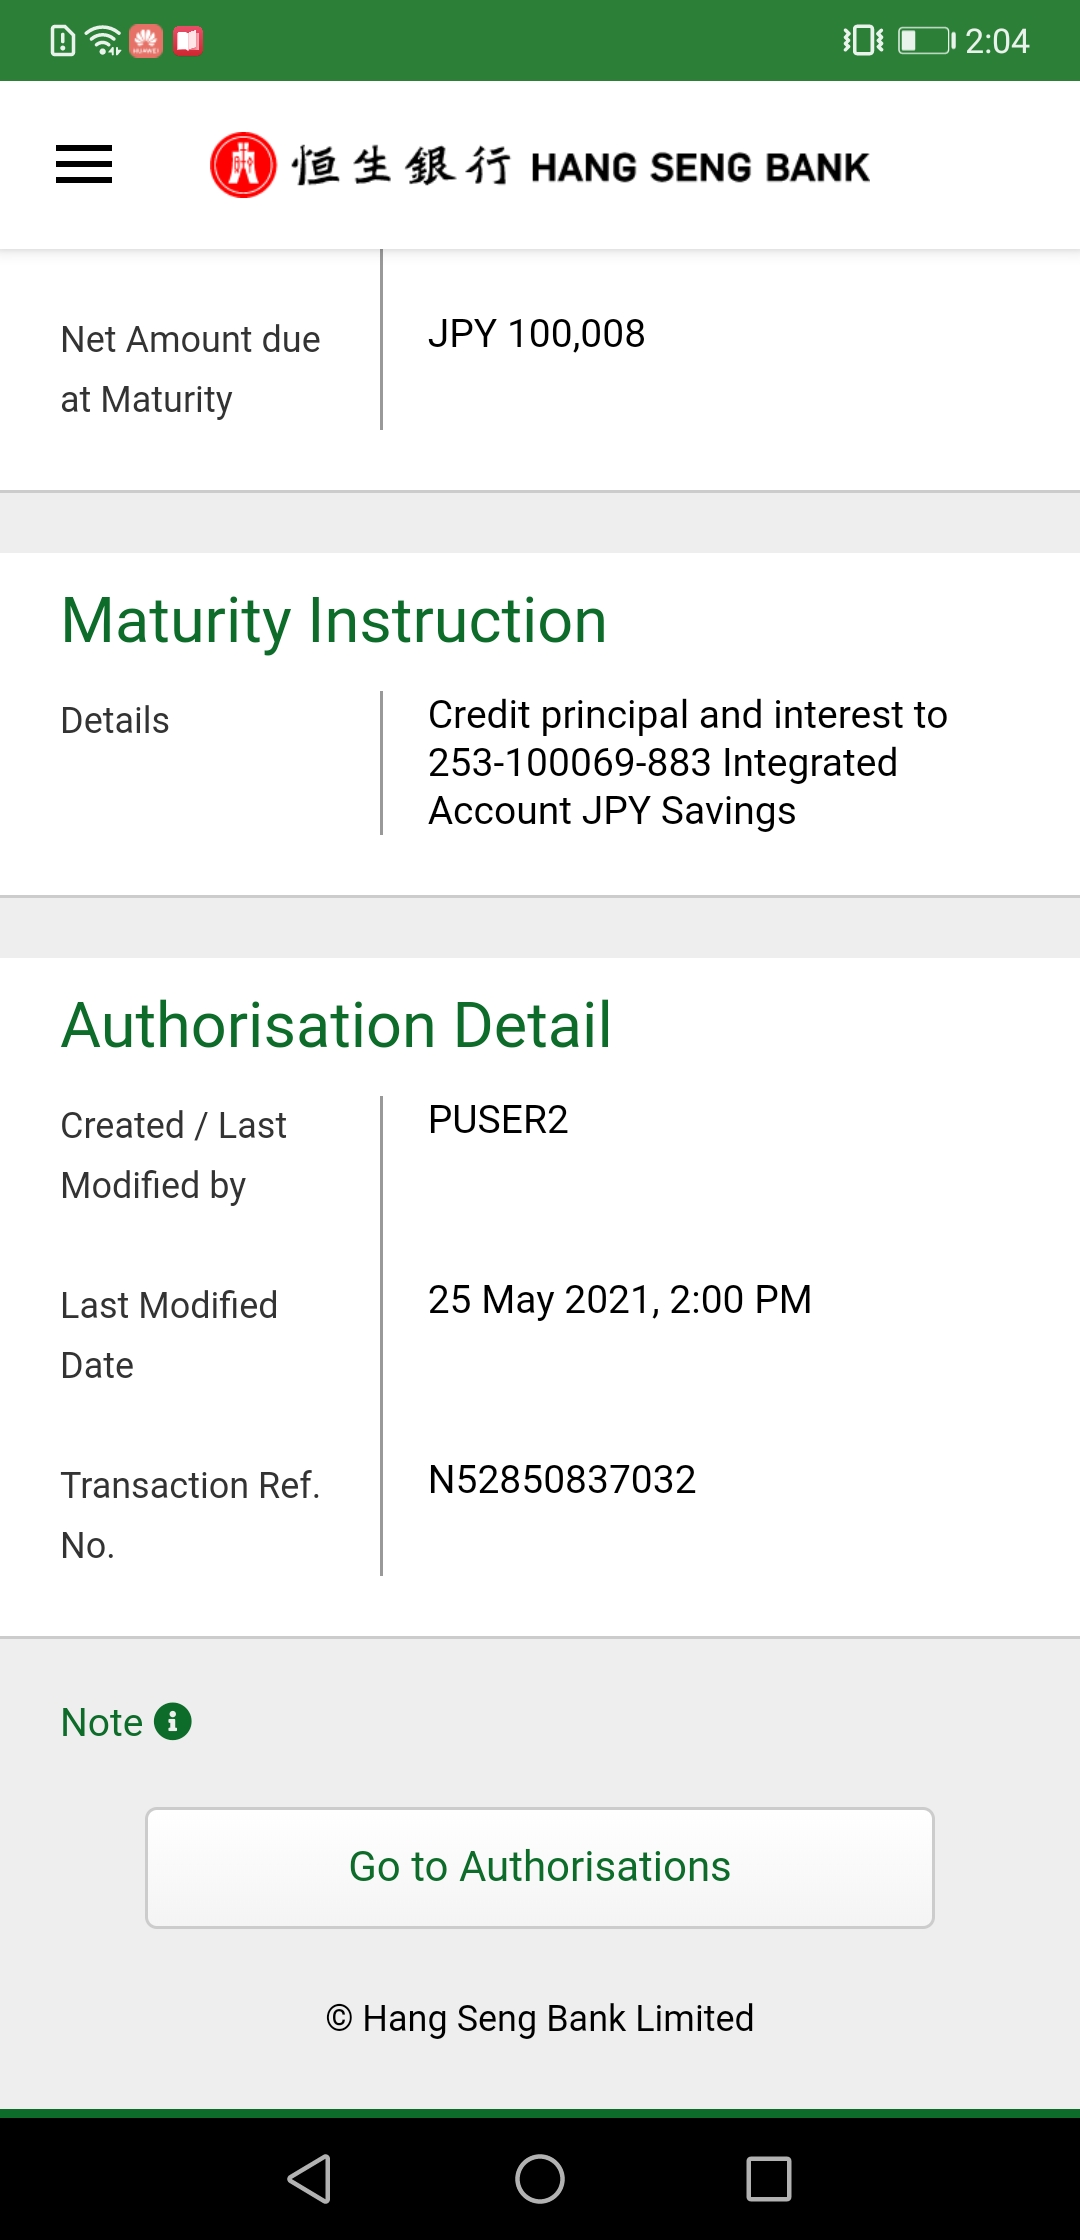 2:04
恒生銀行 HANG SENG BANK
Net Amount due
at Maturity
JPY 100,008
Maturity Instruction
Details
Credit principal and interest to
253-100069-883 Integrated
Account JPY Savings
Authorisation Detail
Created / Last
Modified by
PUSER2
Last Modified
Date
25 May 2021, 2:00 PM
Transaction Ref.
No.
N52850837032
Note
Go to Authorisations
© Hang Seng Bank Limited